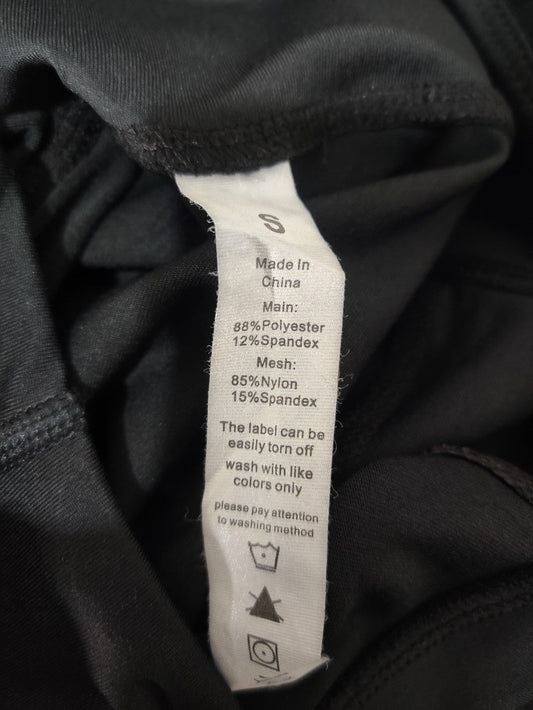 S
Made in
China
Main:
88%Polyester
12%Spandex
Mesh:
85%Nylon
15%Spandex
The label can be
easily torn off
wash with like
colors only
please pay attention
to washing method